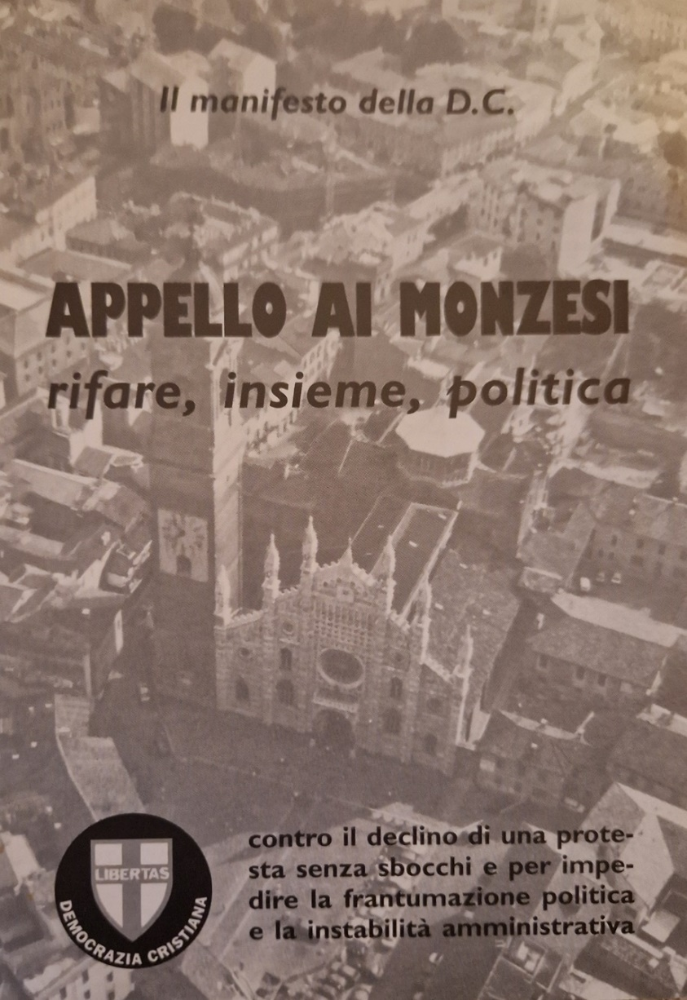 Il manifesto della D.C.
APPELLO AI MONZESI
rifare, insieme, politica
contro il declino di una prote-
sta senza sbocchi e per impe-
dire la frantumazione politica
e la instabilità amministrativa
LIBERTAS
DEMOCRAZIA CRISTIANA